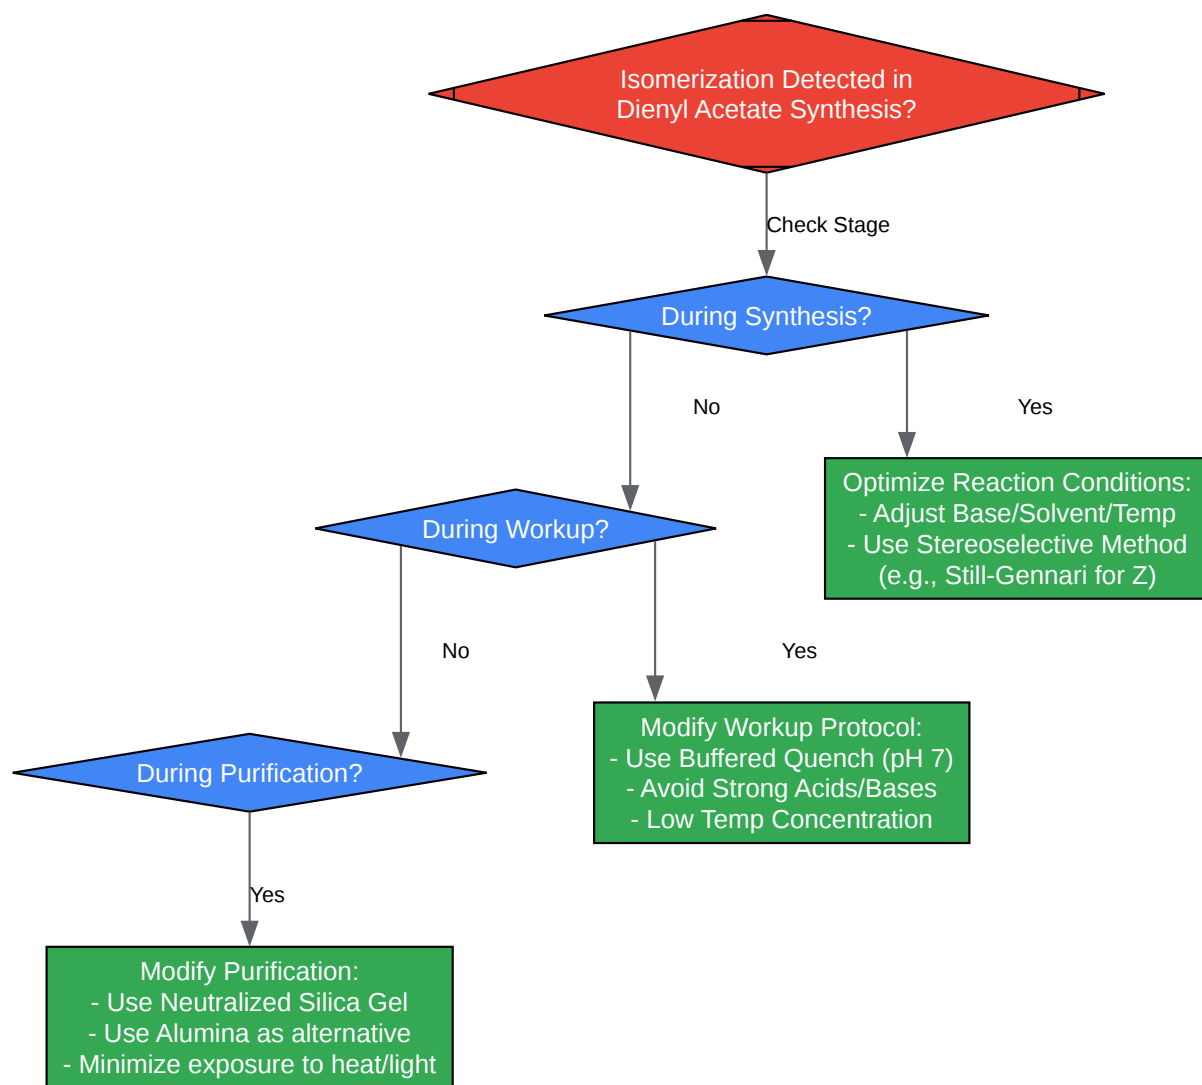 Isomerization Detected in
Dienyl Acetate Synthesis?
Check Stage
During Synthesis?
No
Yes
Optimize Reaction Conditions:
- Adjust Base/Solvent/Temp
- Use Stereoselective Method
(e.g., Still-Gennari for Z)
During Workup?
No
Yes
Modify Workup Protocol:
- Use Buffered Quench (pH 7)
- Avoid Strong Acids/Bases
- Low Temp Concentration
During Purification?
Yes
Modify Purification:
- Use Neutralized Silica Gel
- Use Alumina as alternative
- Minimize exposure to heat/light